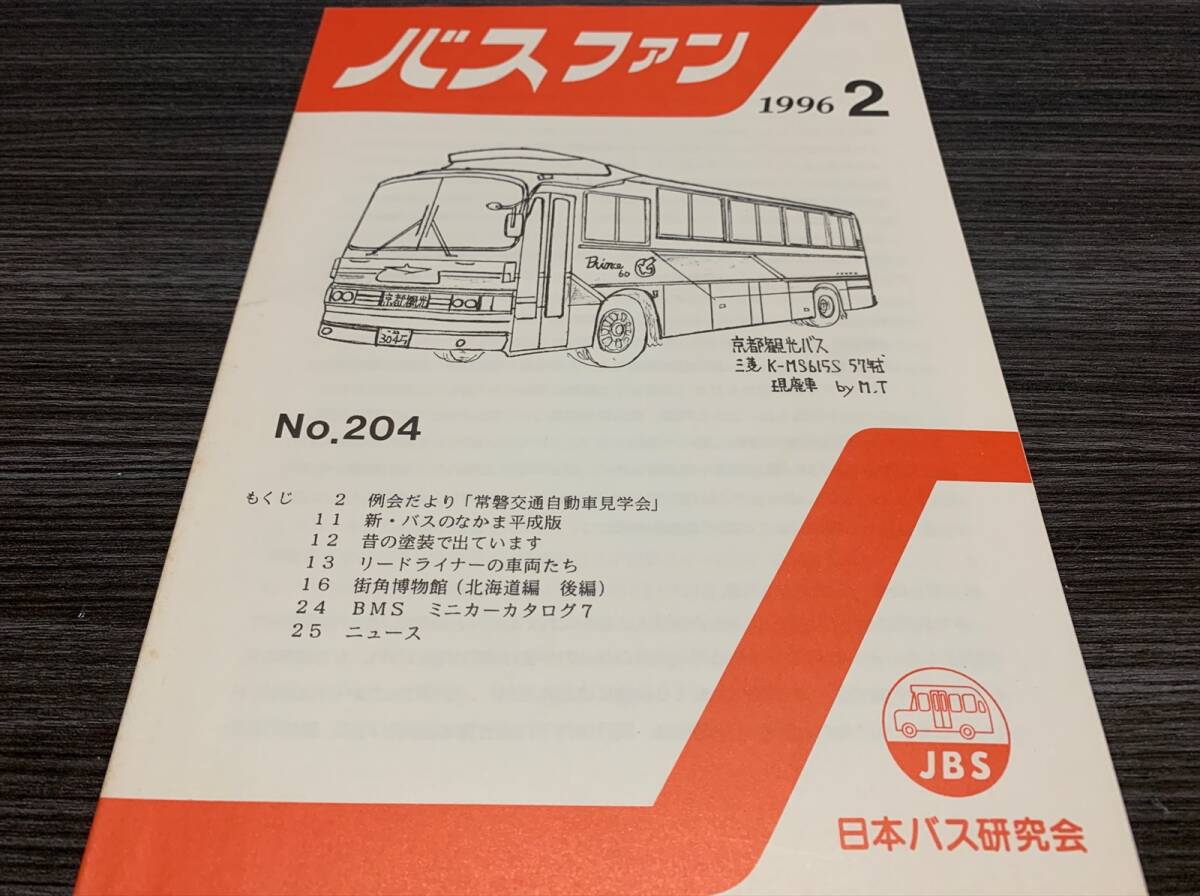 バスファン
1996 2
Prince
60
京都観光
3045
京都観光バス
三菱 K-MS615S 57年式
現廃車 by M.T
No.204
もくじ 2 例会だより「常磐交通自動車見学会」
11 新・バスのなかま平成版
12 昔の塗装で出ています
13 リードライナーの車両たち
16 街角博物館(北海道編 後編)
24 BMS ミニカーカタログ7
25 ニュース
JBS
日本バス研究会